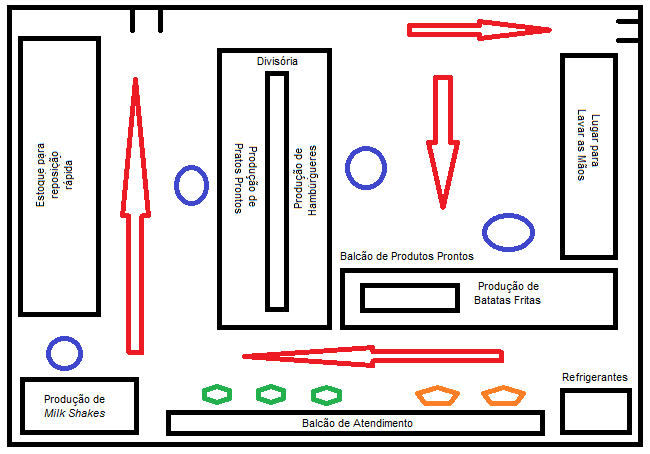 Divisória
Estoque para
reposição
rápida
Produção de
Pratos Prontos
Produção de
Hambúrgueres
Lugar para
Lavar as Mãos
Balcão de Produtos Prontos
Produção de
Batatas Fritas
Produção de
Milk Shakes
Balcão de Atendimento
Refrigerantes